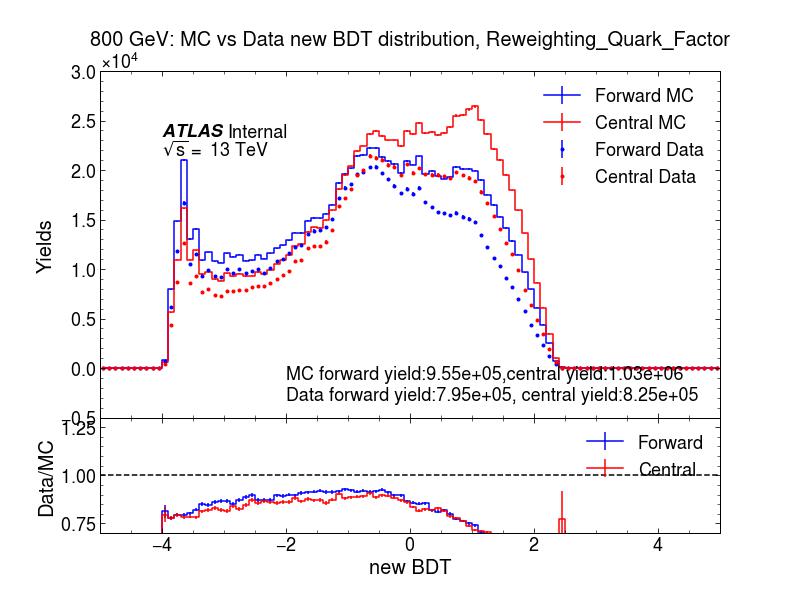 800 GeV: MC vs Data new BDT distribution, Reweighting_Quark_Factor
×10⁴
3.0
2.5
2.0
1.5
1.0
0.5
0.0
0.5
Yields
ATLAS Internal
√s = 13 TeV
Forward MC
Central MC
Forward Data
Central Data
MC forward yield:9.55e+05,central yield:1.03e+06
Data forward yield:7.95e+05, central yield:8.25e+05
1.25
1.00
0.75
Data/MC
Forward
Central
−4 −2 0 2 4
new BDT